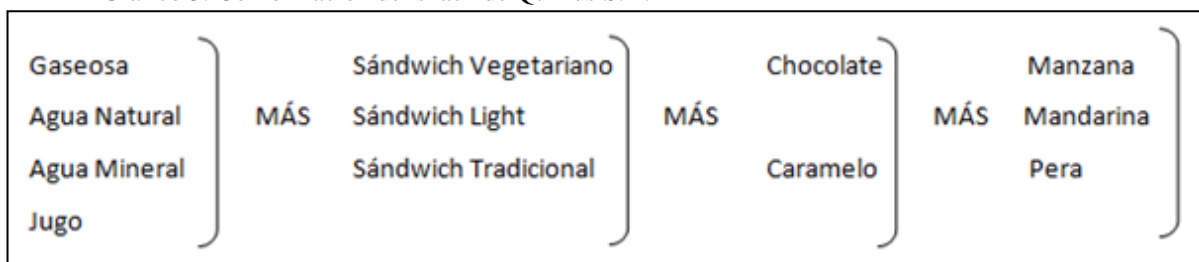 Gaseosa Sándwich Vegetariano Chocolate Manzana
Agua Natural MÁS Sándwich Light MÁS MÁS Mandarina
Agua Mineral Sándwich Tradicional Caramelo Pera
Jugo